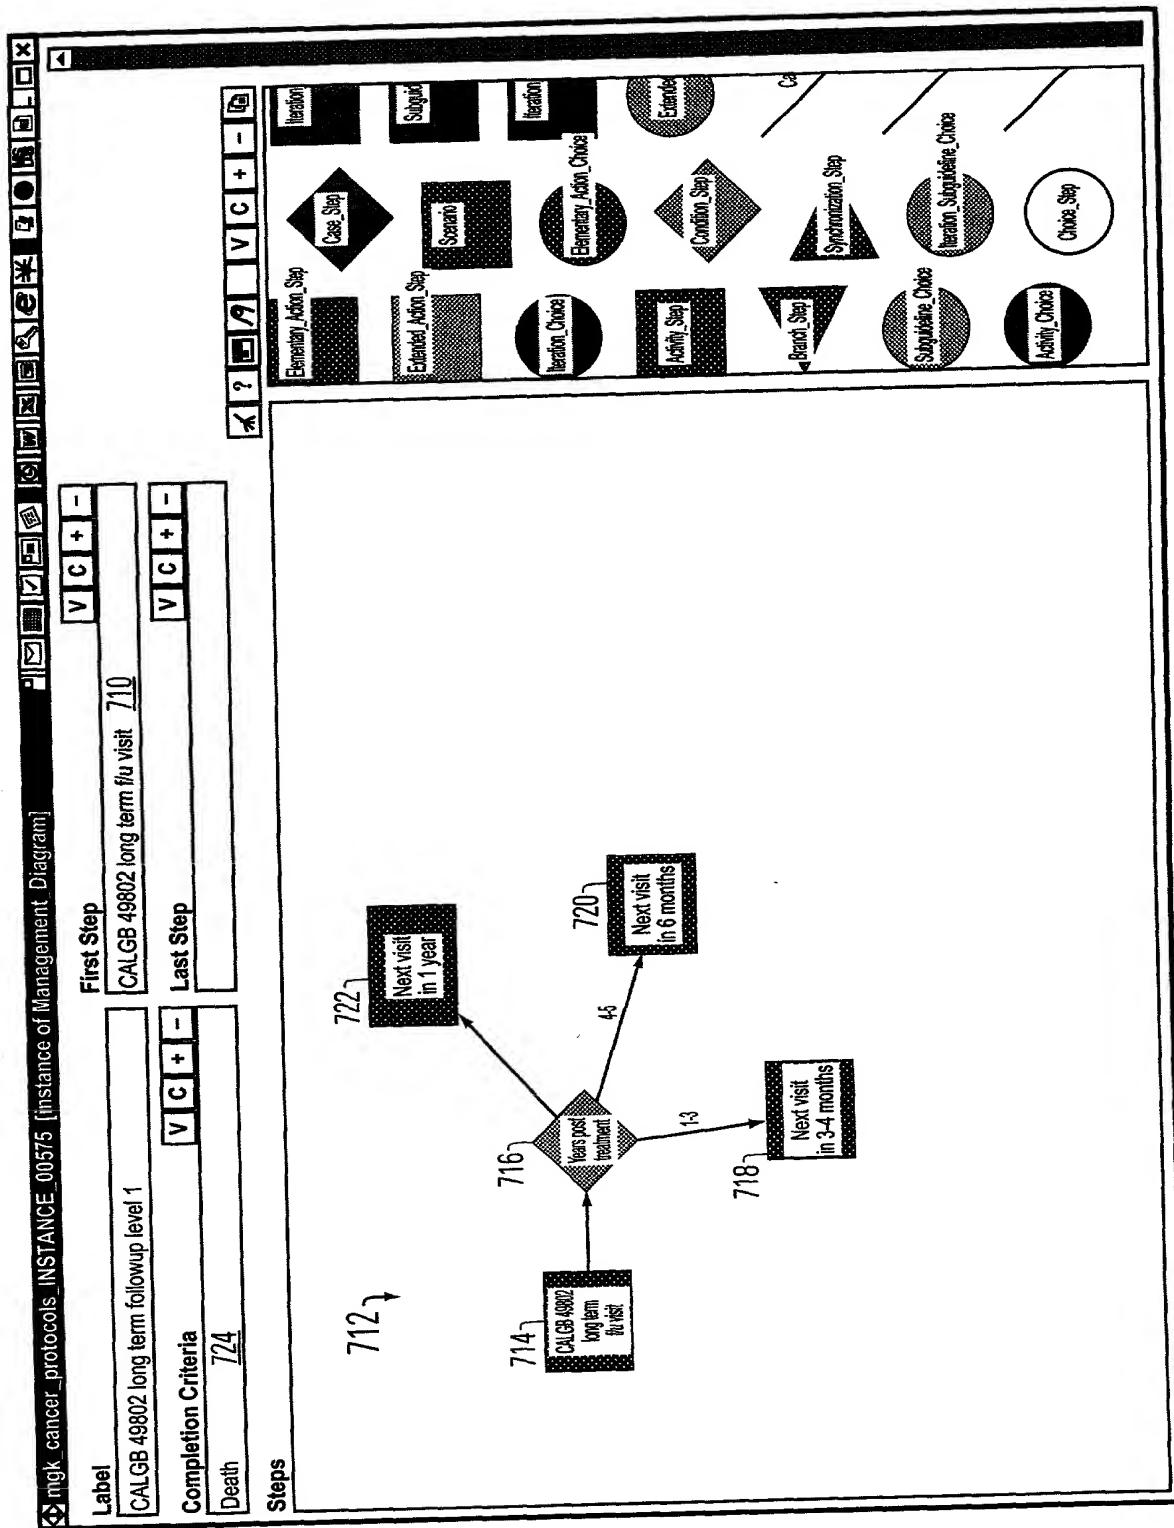 mgk_cancer_protocols_INSTANCE_00575 [instance of Management_Diagram]
Label
CALGB 49802 long term followup level 1
First Step
V C + -
CALGB 49802 long term f/u visit 710
Completion Criteria
V C + -
Death 724
Last Step
V C + -
Steps
? V C + -
712
714
CALGB 49802
long term
f/u visit
716
Years post
treatment
722
Next visit
in 1 year
4-5
720
Next visit
in 6 months
1-3
718
Next visit
in 3-4 months
Elementary_Action_Step
Case_Step
Iteration
Extended_Action_Step
Scenario
Subguid
Iteration_Choice
Elementary_Action_Choice
Iteration
Activity_Step
Condition_Step
Extende
Branch_Step
Synchronization_Step
Ca
Subguideline_Choice
Iteration_Subguideline_Choice
Activity_Choice
Choice_Step